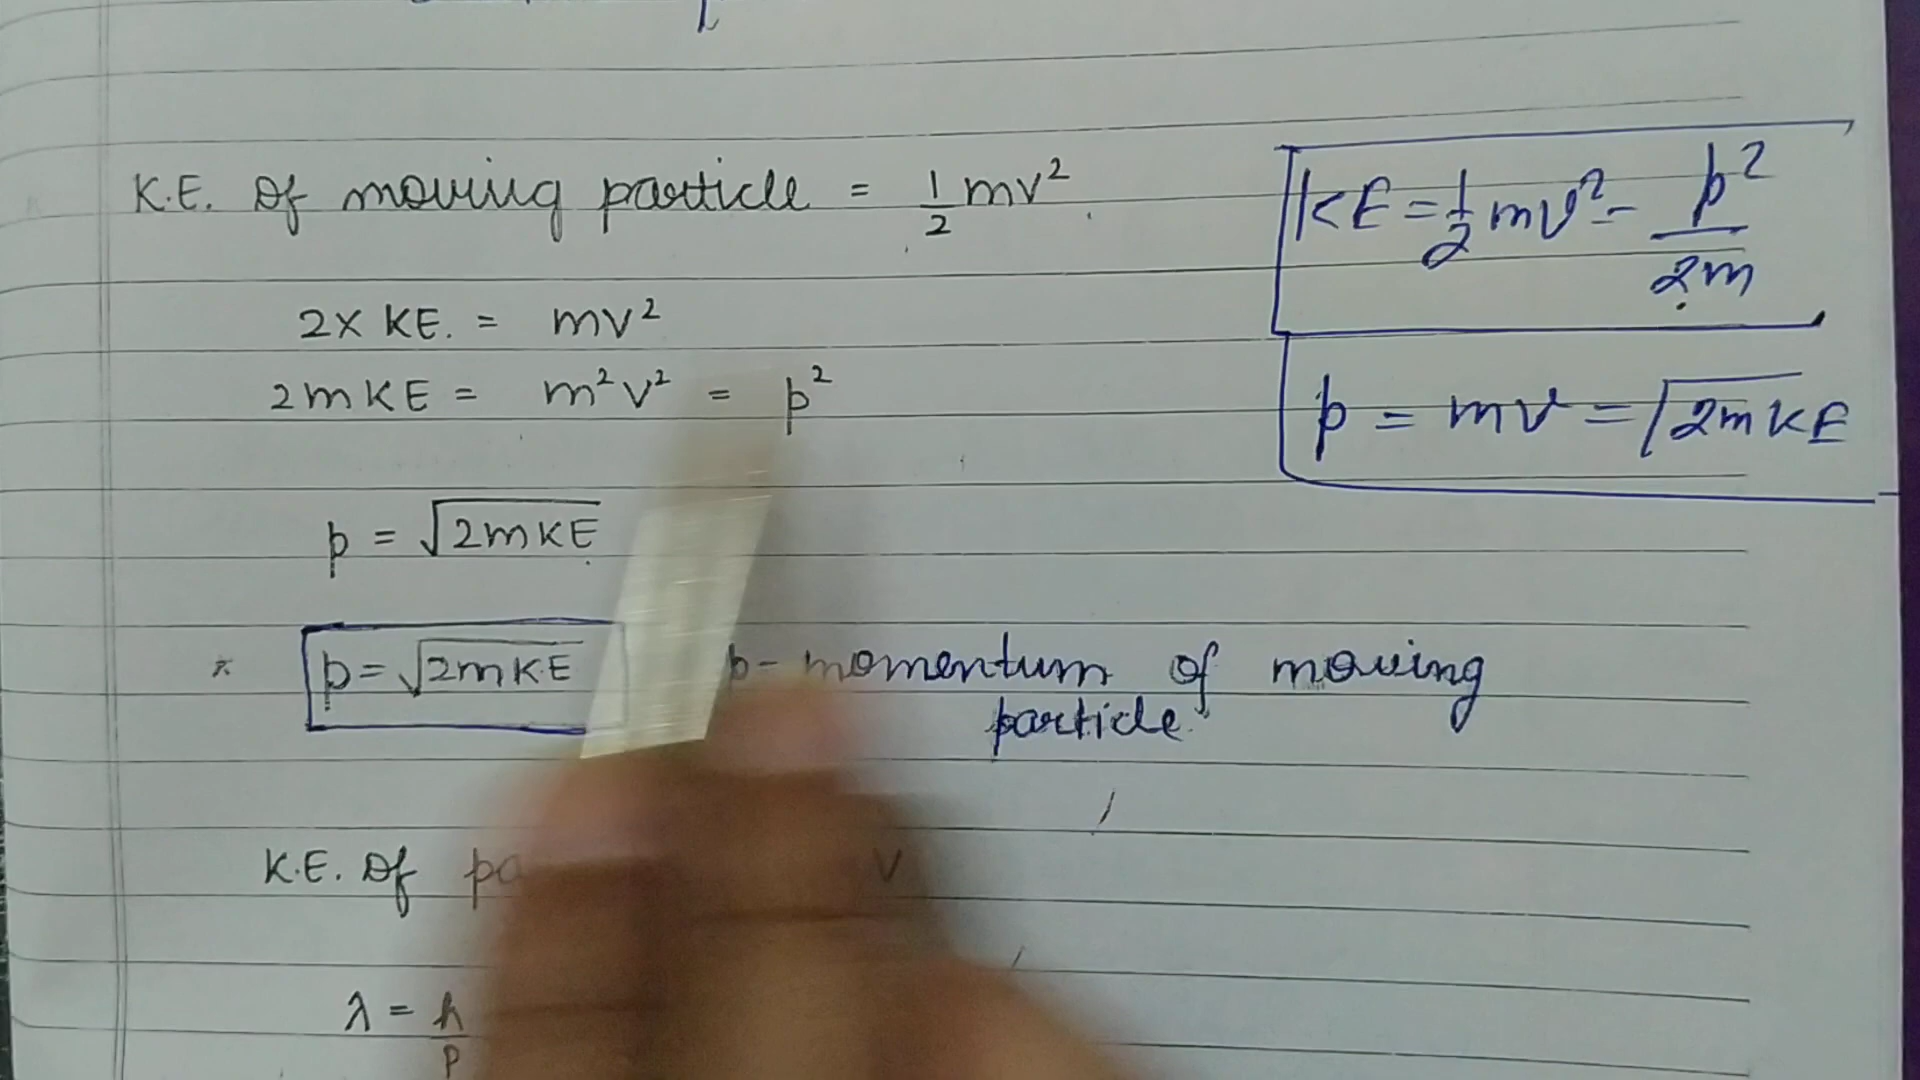 K.E. Of moving particle = 1/2 mv²
2x KE. = mv²
2mKE = m²v² = p²
p = √2mKE
p = √2mK.E p - momentum of moving
particle.
K.E. Of
λ = h/p
KE = 1/2 mv² = p²/2m
p = mv = √2mKE